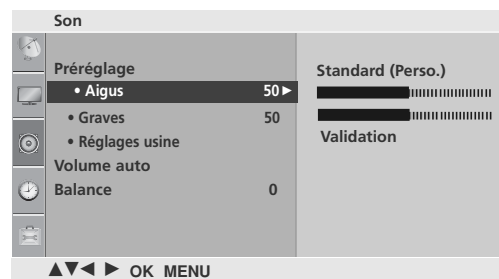 Son
Préréglage
• Aigus 50 ►
• Graves 50
• Réglages usine
Volume auto
Balance 0
Standard (Perso.)
Validation
▲▼◄ ► OK MENU